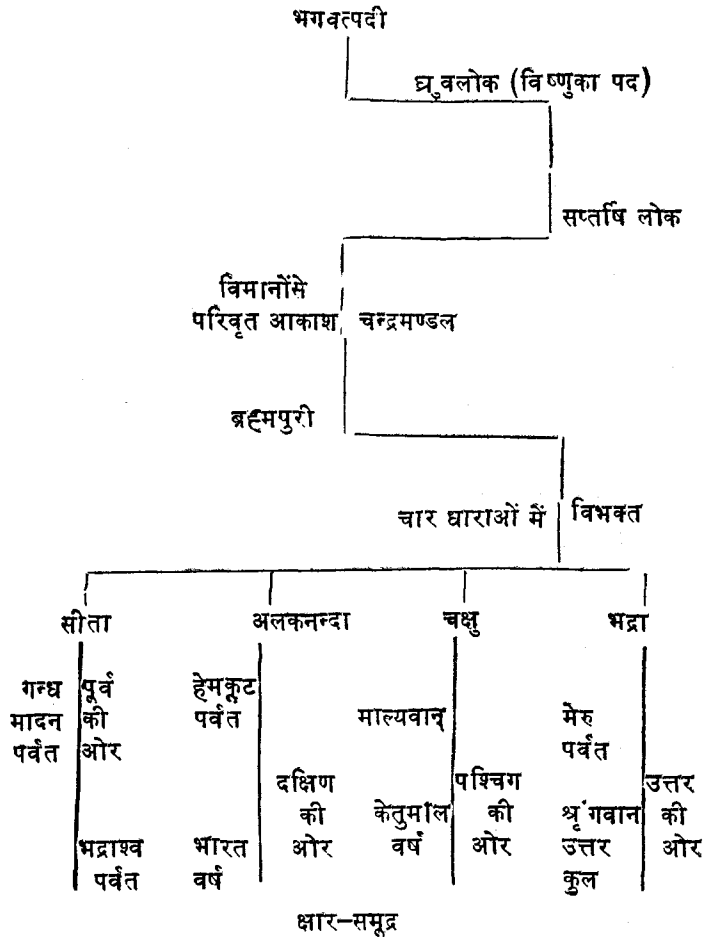 भगवत्पदी
ध्रुवलोक (विष्णुका पद)
सप्तर्षि लोक
विमानोंसे
परिवृत आकाश चन्द्रमण्डल
ब्रह्मपुरी
चार धाराओं में विभक्त
सीता अलकनन्दा चक्षु भद्रा
गन्ध पूर्व
मादन की
पर्वत ओर
भद्राश्व
पर्वत
हेमकूट
पर्वत
दक्षिण
की
ओर
भारत
वर्ष
माल्यवान्
पश्चिग
की
ओर
केतुमाल
वर्ष
मेरु
पर्वत
उत्तर
की
ओर
श्रृंगवान
उत्तर
कुल
क्षार-समुद्र